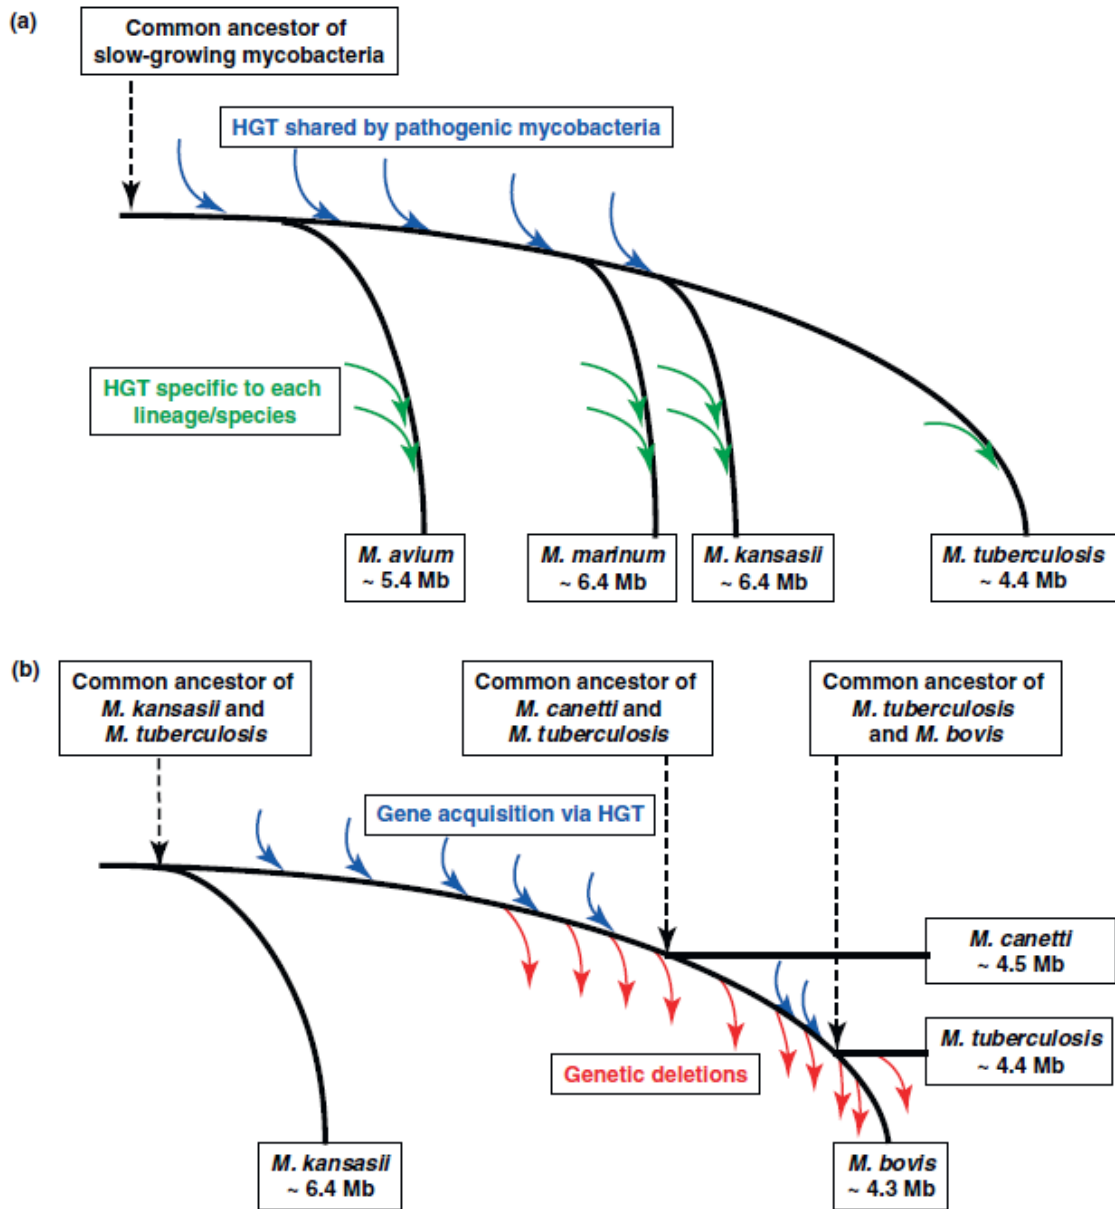 (a)
Common ancestor of
slow-growing mycobacteria
HGT shared by pathogenic mycobacteria
HGT specific to each
lineage/species
M. avium
~ 5.4 Mb
M. marinum
~ 6.4 Mb
M. kansasii
~ 6.4 Mb
M. tuberculosis
~ 4.4 Mb
(b)
Common ancestor of
M. kansasii and
M. tuberculosis
Common ancestor of
M. canetti and
M. tuberculosis
Common ancestor of
M. tuberculosis
and M. bovis
Gene acquisition via HGT
M. canetti
~ 4.5 Mb
M. tuberculosis
~ 4.4 Mb
Genetic deletions
M. kansasii
~ 6.4 Mb
M. bovis
~ 4.3 Mb